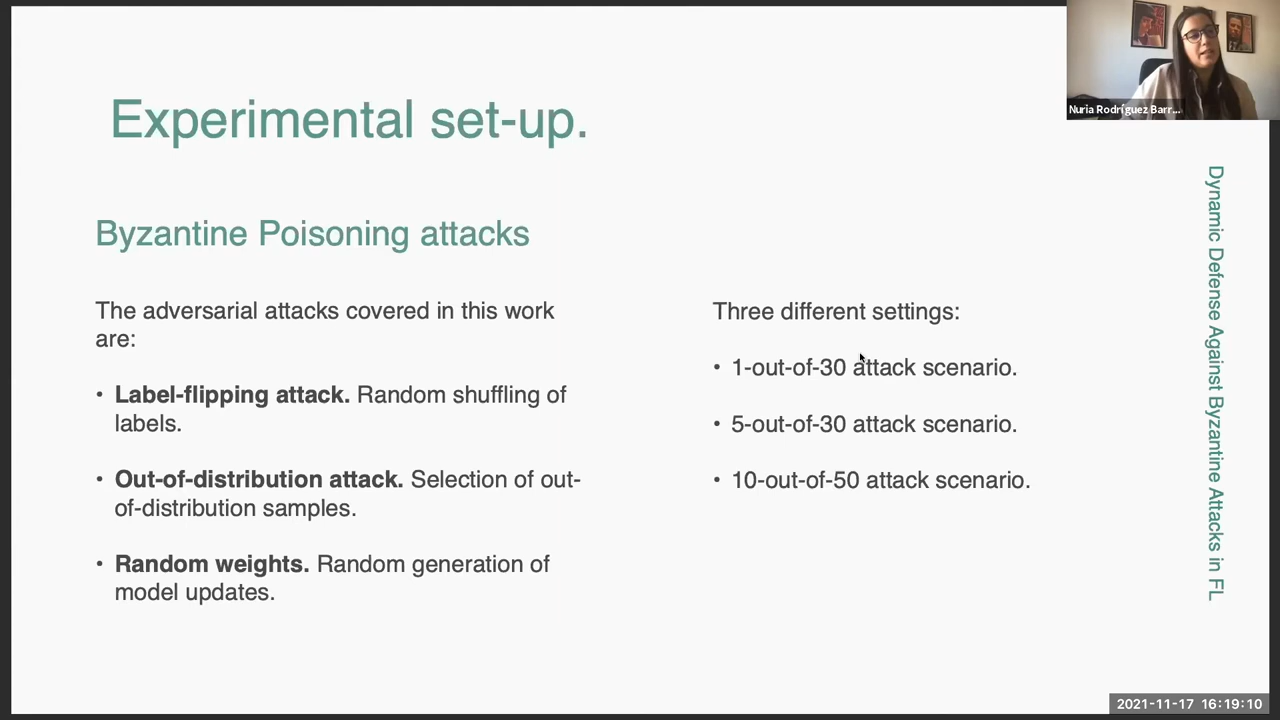 Experimental set-up.
Byzantine Poisoning attacks
The adversarial attacks covered in this work
are:
• Label-flipping attack. Random shuffling of
labels.
• Out-of-distribution attack. Selection of out-
of-distribution samples.
• Random weights. Random generation of
model updates.
Three different settings:
• 1-out-of-30 attack scenario.
• 5-out-of-30 attack scenario.
• 10-out-of-50 attack scenario.
Nuria Rodríguez Barr...
Dynamic Defense Against Byzantine Attacks in FL
2021-11-17 16:19:10